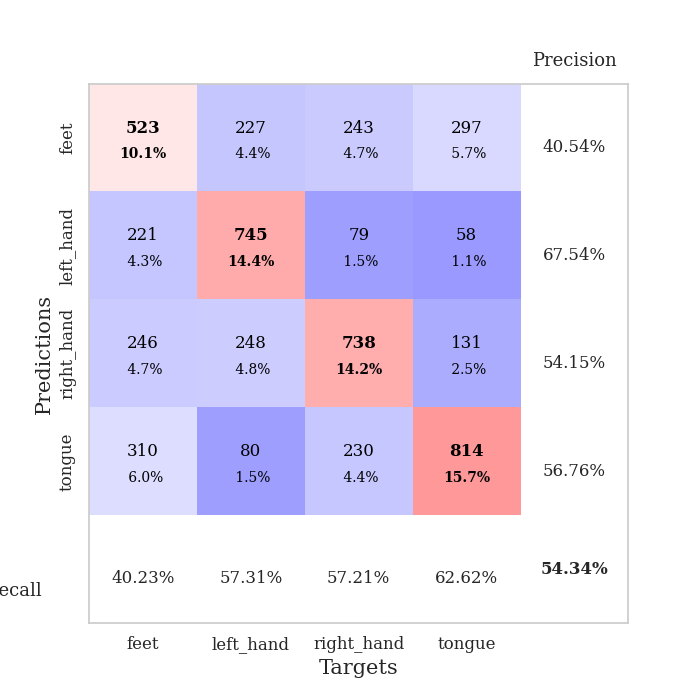 Precision
feet
523 227 243 297 40.54%
10.1% 4.4% 4.7% 5.7%
left_hand
221 745 79 58 67.54%
4.3% 14.4% 1.5% 1.1%
Predictions
right_hand
246 248 738 131 54.15%
4.7% 4.8% 14.2% 2.5%
tongue
310 80 230 814 56.76%
6.0% 1.5% 4.4% 15.7%
ecall 40.23% 57.31% 57.21% 62.62% 54.34%
feet left_hand right_hand tongue
Targets